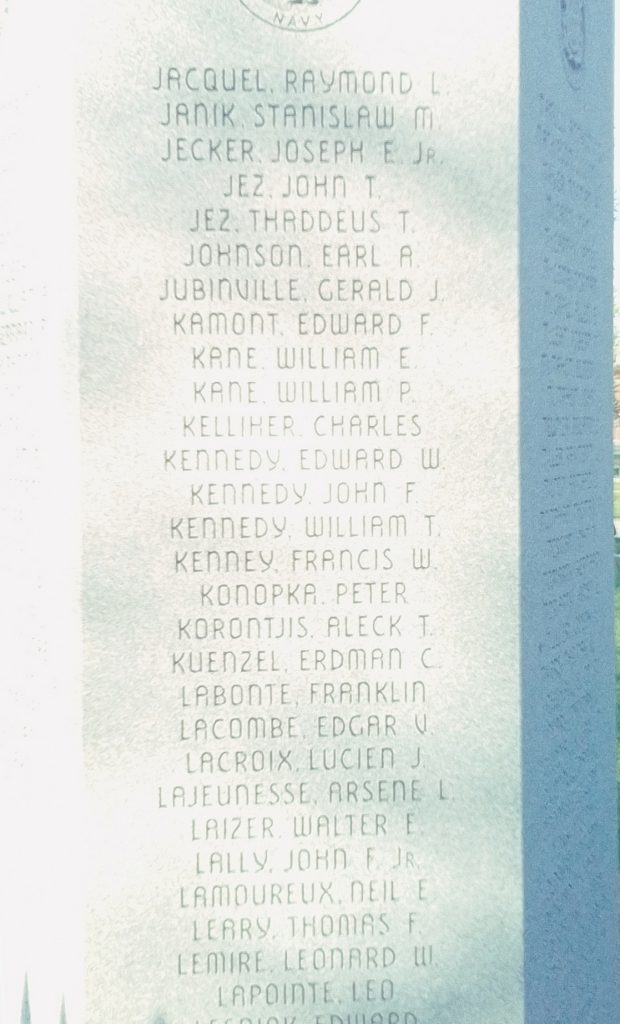 NAVY
JACQUEL, RAYMOND L.
JANIK, STANISLAW M.
JECKER, JOSEPH E. JR.
JEZ, JOHN T.
JEZ, THADDEUS T.
JOHNSON, EARL A.
JUBINVILLE, GERALD J.
KAMONT, EDWARD F.
KANE, WILLIAM E.
KANE, WILLIAM P.
KELLIHER, CHARLES
KENNEDY, EDWARD W.
KENNEDY, JOHN F.
KENNEDY, WILLIAM T.
KENNEY, FRANCIS W.
KONOPKA, PETER
KORONTJIS, ALECK T.
KUENZEL, ERDMAN C.
LABONTE, FRANKLIN
LACOMBE, EDGAR V.
LACROIX, LUCIEN J.
LAJEUNESSE, ARSENE L.
LAIZER, WALTER E.
LALLY, JOHN F. JR.
LAMOUREUX, NEIL E.
LEARY, THOMAS F.
LEMIRE, LEONARD W.
LAPOINTE, LEO
EDWARD